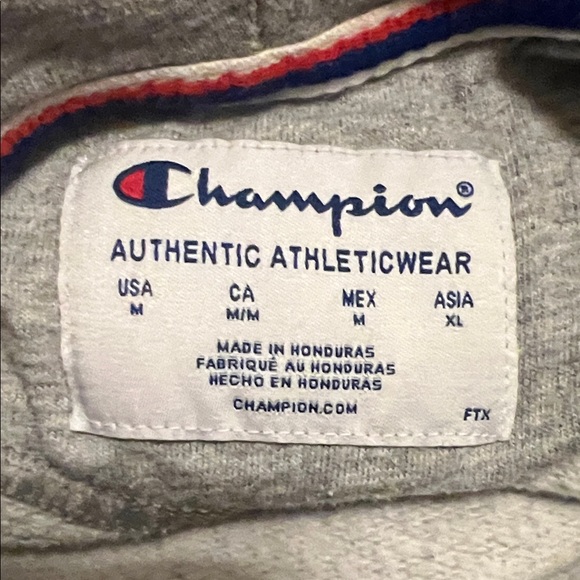 Champion®
AUTHENTIC ATHLETICWEAR
USA CA MEX ASIA
M M/M M XL
MADE IN HONDURAS
FABRIQUÉ AU HONDURAS
HECHO EN HONDURAS
CHAMPION.COM
FTX